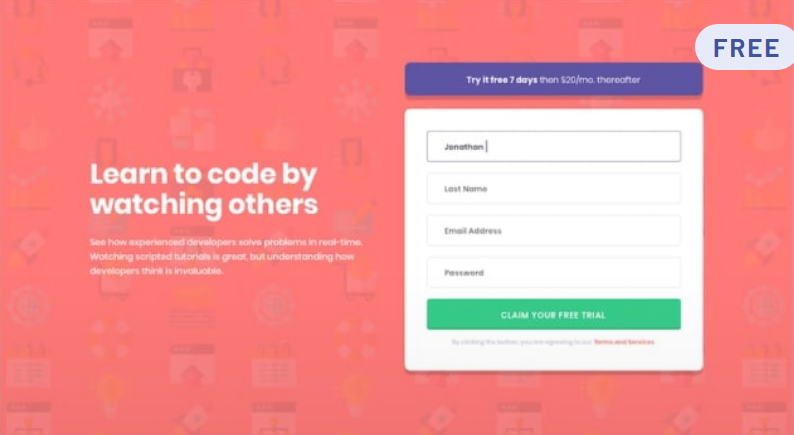 FREE
Try it free 7 days then $20/mo. thereafter
Learn to code by
watching others
See how experienced developers solve problems in real-time.
Watching scripted tutorials is great, but understanding how
developers think is invaluable.
Jonathan
Last Name
Email Address
Password
CLAIM YOUR FREE TRIAL
By clicking the button, you are agreeing to our Terms and Services